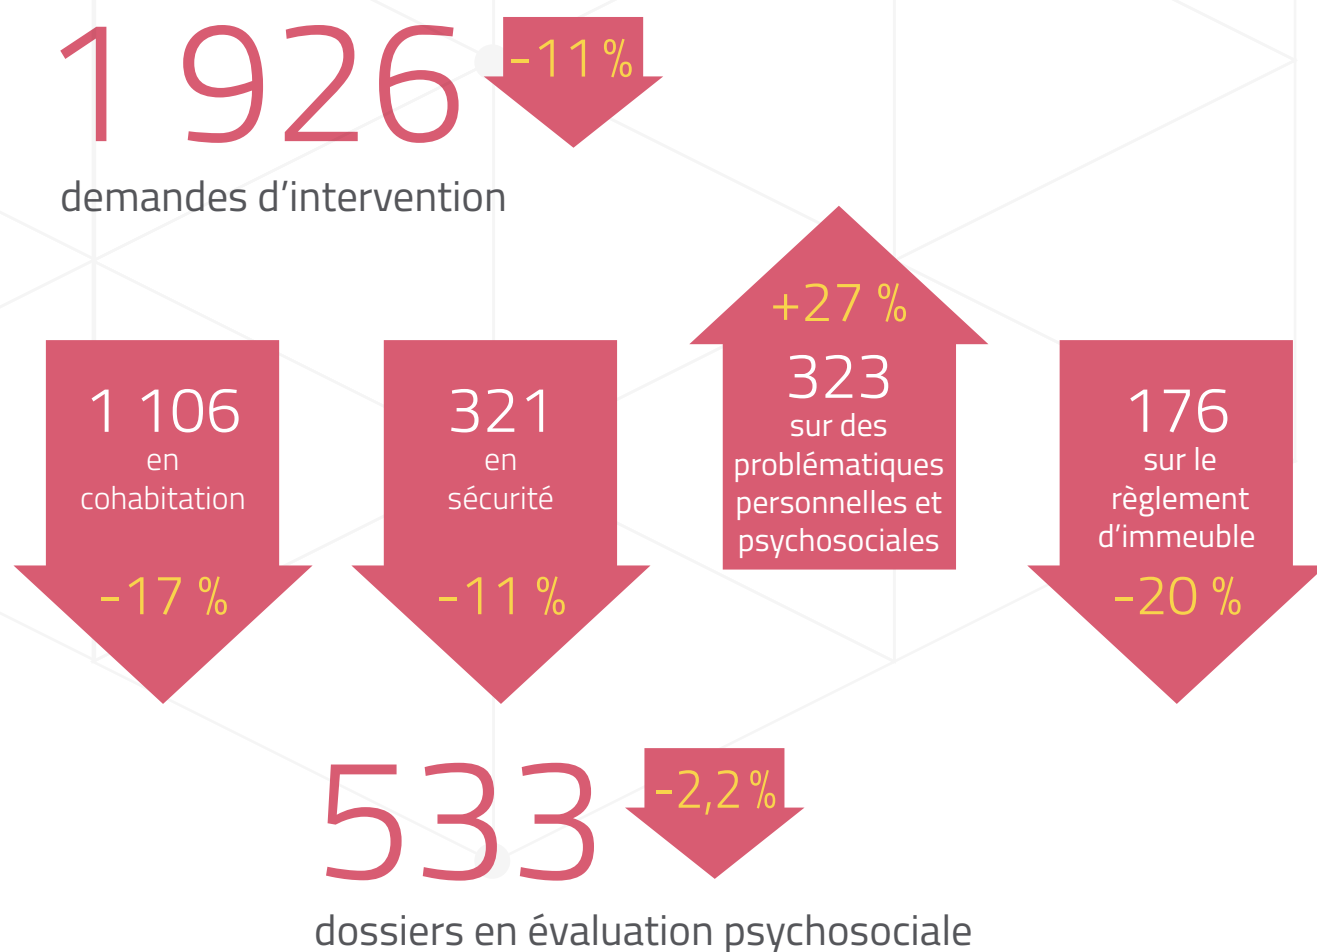 1 926
-11 %
demandes d'intervention
1 106
en
cohabitation
-17 %
321
en
sécurité
-11 %
+27 %
323
sur des
problématiques
personnelles et
psychosociales
176
sur le
règlement
d'immeuble
-20 %
533
-2,2 %
dossiers en évaluation psychosociale